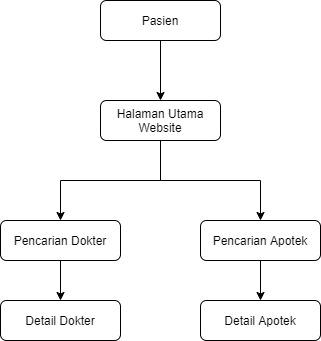 Pasien
Halaman Utama
Website
Pencarian Dokter
Pencarian Apotek
Detail Dokter
Detail Apotek